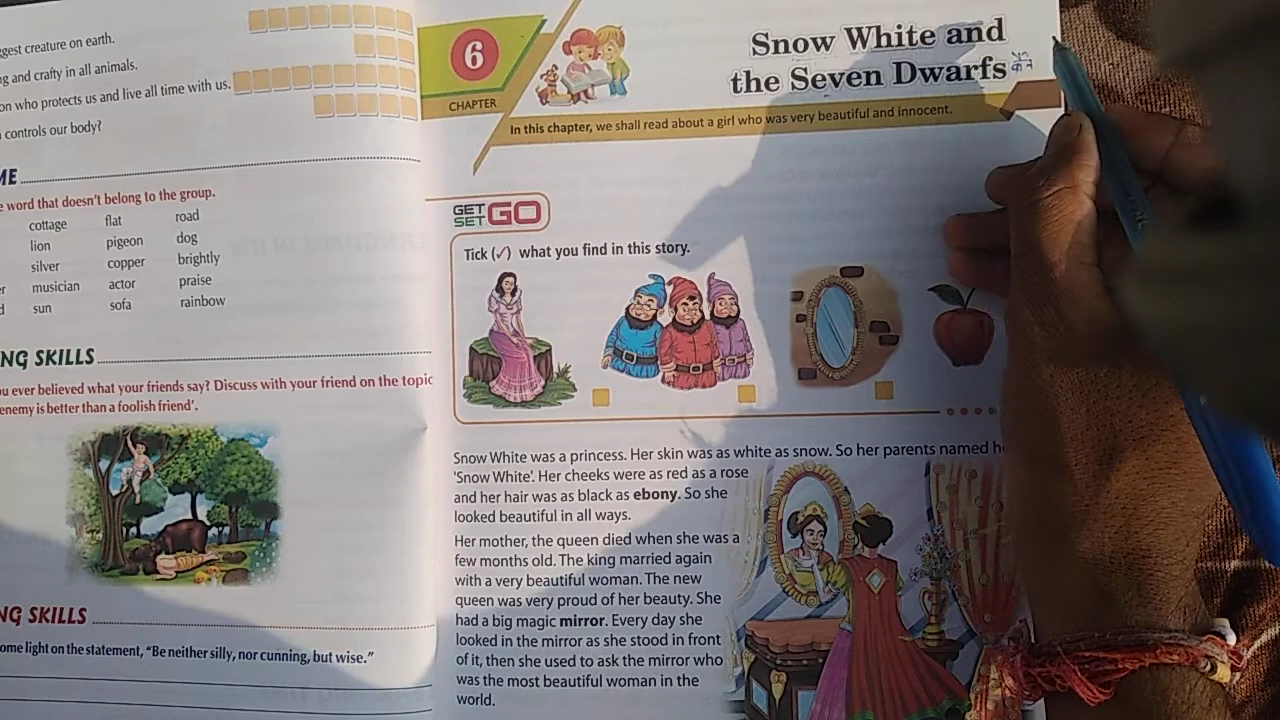 ggest creature on earth.
g and crafty in all animals.
on who protects us and live all time with us.
controls our body?
ME
e word that doesn't belong to the group.
cottage flat road
lion pigeon dog
silver copper brightly
r musician actor praise
d sun sofa rainbow
NG SKILLS
ou ever believed what your friends say? Discuss with your friend on the topic
enemy is better than a foolish friend'.
NG SKILLS
ome light on the statement, "Be neither silly, nor cunning, but wise."
6
CHAPTER
Snow White and
the Seven Dwarfs
In this chapter, we shall read about a girl who was very beautiful and innocent.
GET SET GO
Tick (✓) what you find in this story.
Snow White was a princess. Her skin was as white as snow. So her parents named h
'Snow White'. Her cheeks were as red as a rose
and her hair was as black as ebony. So she
looked beautiful in all ways.
Her mother, the queen died when she was a
few months old. The king married again
with a very beautiful woman. The new
queen was very proud of her beauty. She
had a big magic mirror. Every day she
looked in the mirror as she stood in front
of it, then she used to ask the mirror who
was the most beautiful woman in the
world.